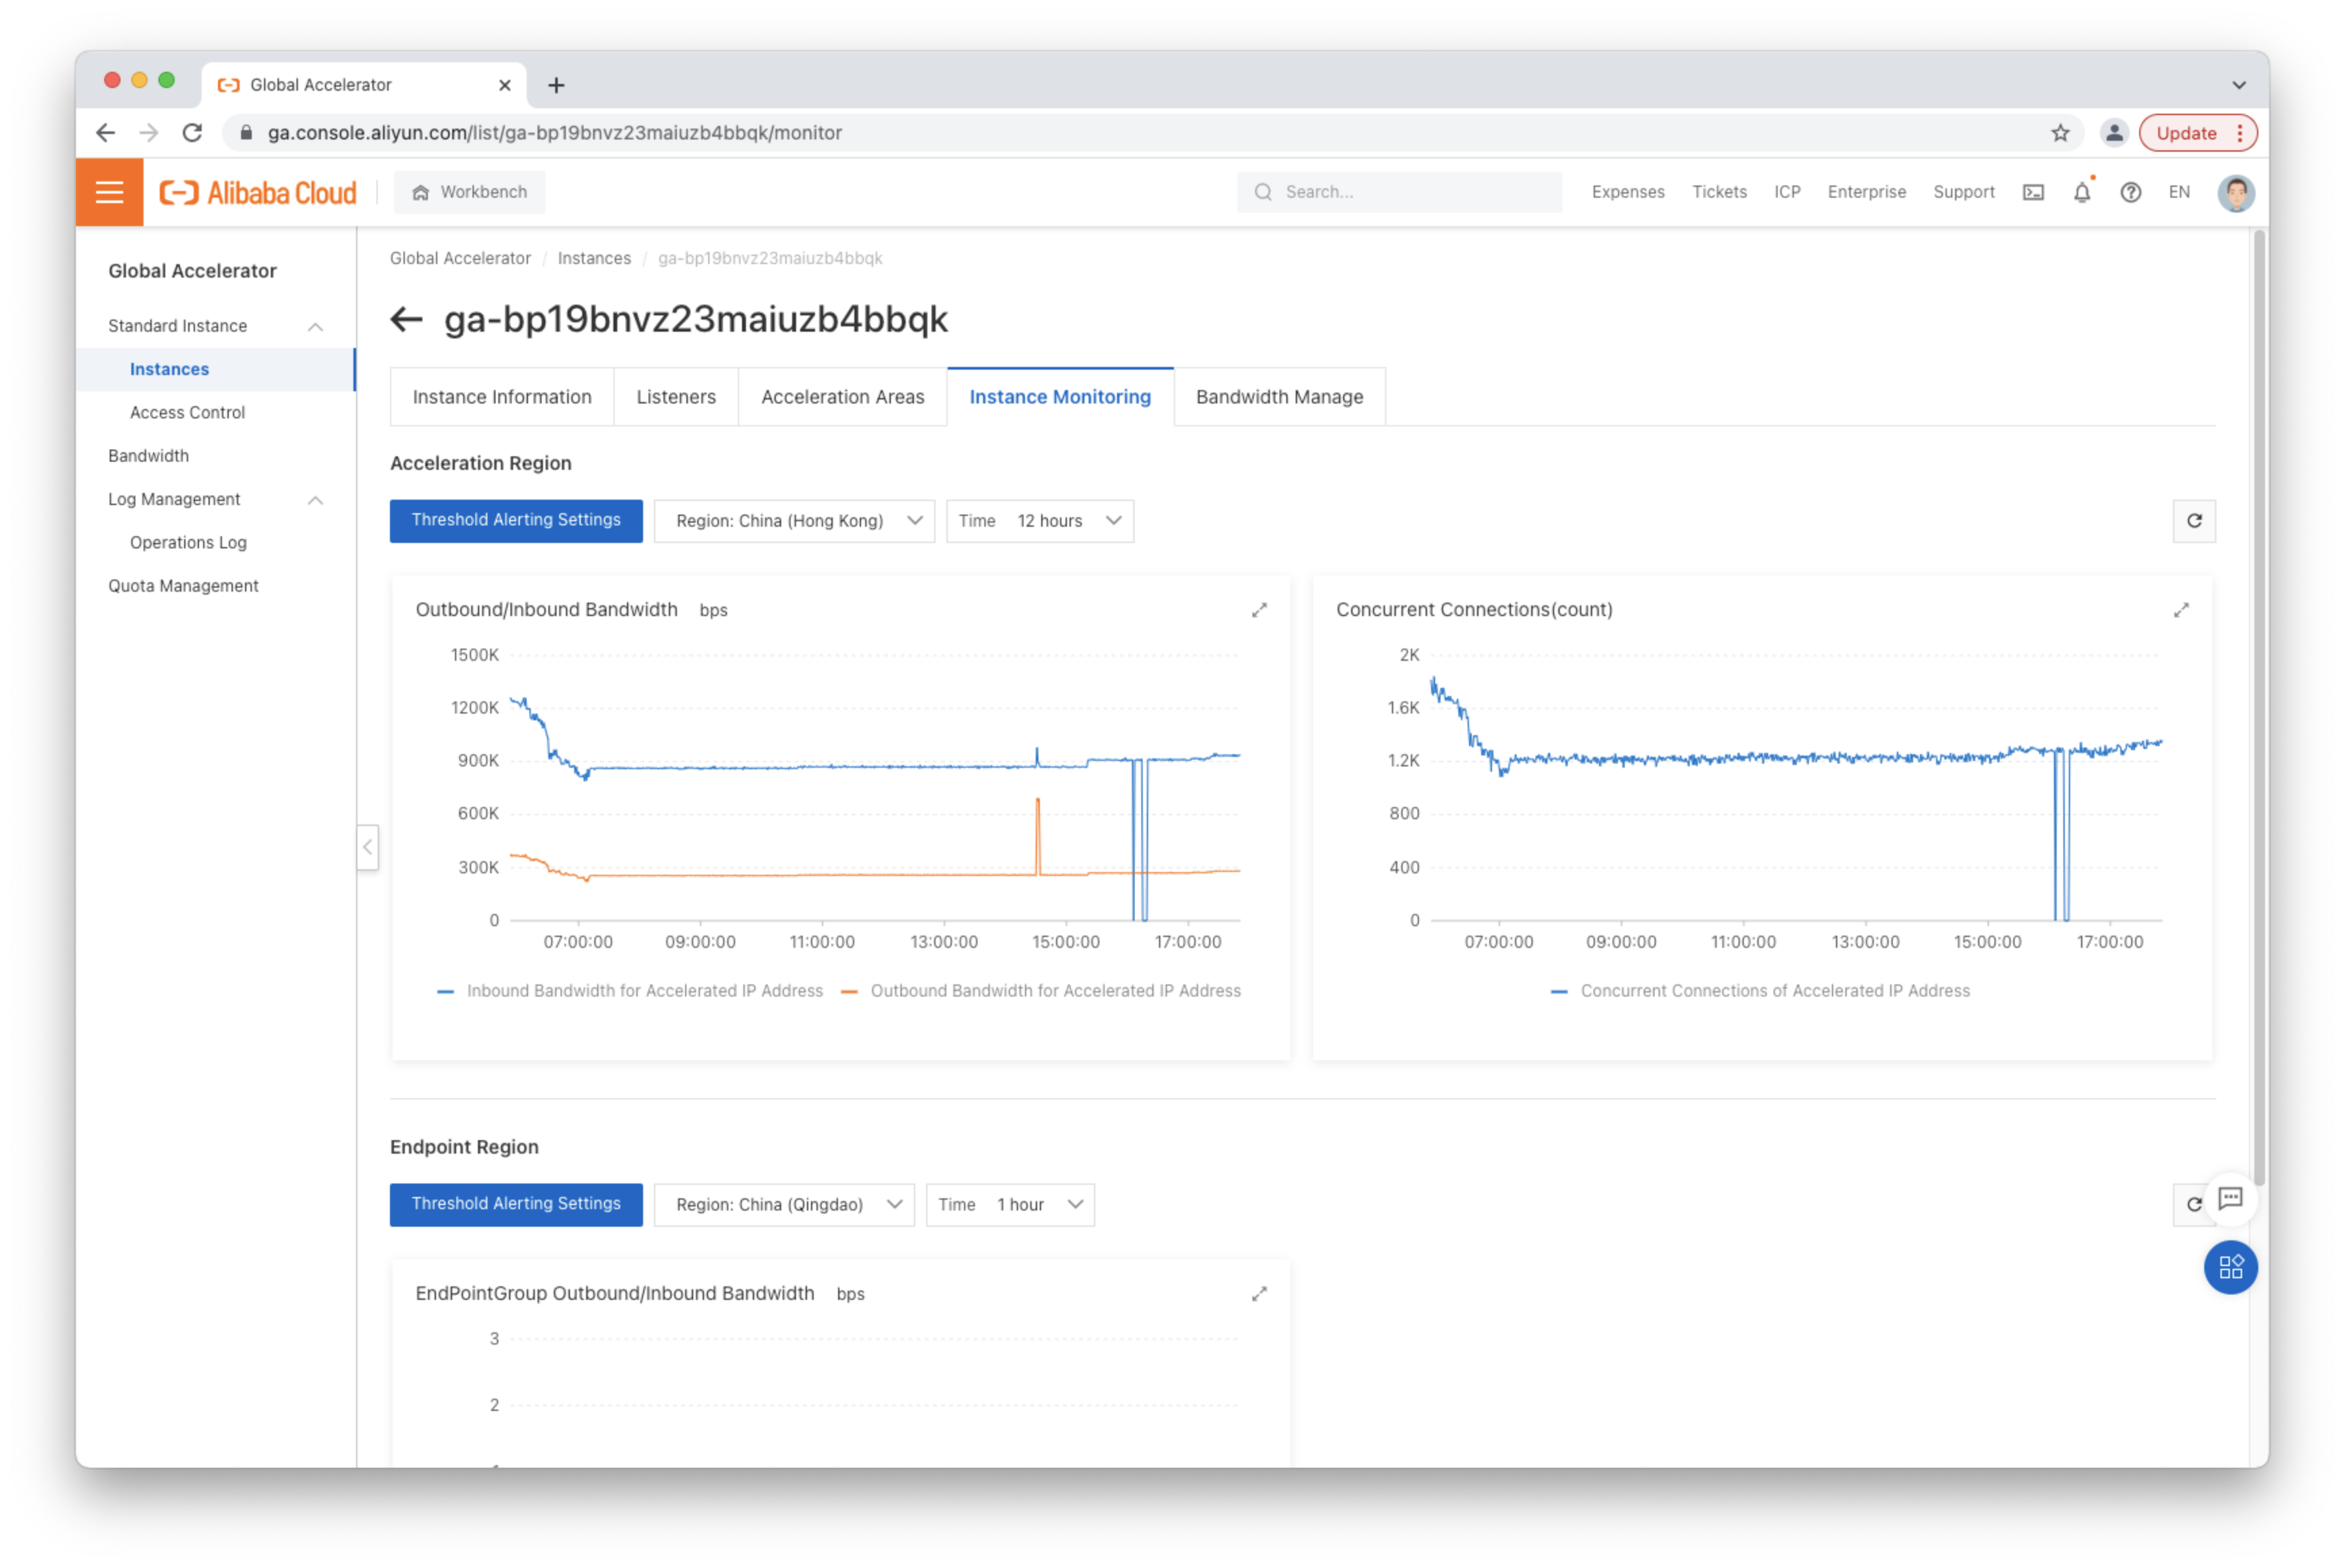 Global Accelerator
ga.console.aliyun.com/list/ga-bp19bnvz23maiuzb4bbqk/monitor
Update
Alibaba Cloud
Workbench
Search...
Expenses Tickets ICP Enterprise Support EN
Global Accelerator
Standard Instance
Instances
Access Control
Bandwidth
Log Management
Operations Log
Quota Management
Global Accelerator / Instances / ga-bp19bnvz23maiuzb4bbqk
ga-bp19bnvz23maiuzb4bbqk
Instance Information Listeners Acceleration Areas Instance Monitoring Bandwidth Manage
Acceleration Region
Threshold Alerting Settings Region: China (Hong Kong) Time 12 hours
Outbound/Inbound Bandwidth bps
1500K
1200K
900K
600K
300K
0
07:00:00 09:00:00 11:00:00 13:00:00 15:00:00 17:00:00
Inbound Bandwidth for Accelerated IP Address Outbound Bandwidth for Accelerated IP Address
Concurrent Connections(count)
2K
1.6K
1.2K
800
400
0
07:00:00 09:00:00 11:00:00 13:00:00 15:00:00 17:00:00
Concurrent Connections of Accelerated IP Address
Endpoint Region
Threshold Alerting Settings Region: China (Qingdao) Time 1 hour
EndPointGroup Outbound/Inbound Bandwidth bps
3
2